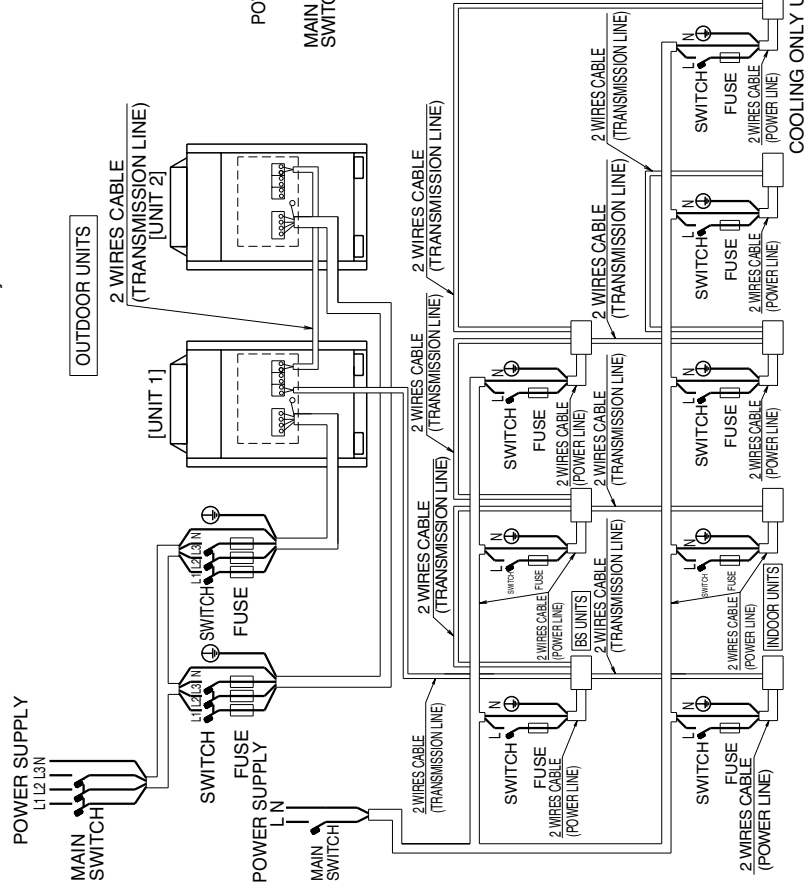 PO
MAIN
SWITC
OUTDOOR UNITS
2 WIRES CABLE
(TRANSMISSION LINE)
[UNIT 2]
[UNIT 1]
POWER SUPPLY
L1 L2 L3 N
MAIN
SWITCH
L1 L2 L3 N
SWITCH
FUSE
L1 L2 L3 N
SWITCH
FUSE
POWER SUPPLY
L N
MAIN
SWITCH
2 WIRES CABLE
(TRANSMISSION LINE)
2 WIRES CABLE
(TRANSMISSION LINE)
2 WIRES CABLE
(TRANSMISSION LINE)
2 WIRES CABLE
(TRANSMISSION LINE)
L N
SWITCH
FUSE
2 WIRES CABLE
(POWER LINE)
L N
SWITCH
FUSE
2 WIRES CABLE
(POWER LINE)
BS UNITS
L N
SWITCH
FUSE
2 WIRES CABLE
(POWER LINE)
2 WIRES CABLE
(TRANSMISSION LINE)
2 WIRES CABLE
(TRANSMISSION LINE)
2 WIRES CABLE
(TRANSMISSION LINE)
2 WIRES CABLE
(TRANSMISSION LINE)
L N
SWITCH
FUSE
2 WIRES CABLE
(POWER LINE)
L N
SWITCH
FUSE
2 WIRES CABLE
(POWER LINE)
INDOOR UNITS
L N
SWITCH
FUSE
2 WIRES CABLE
(POWER LINE)
L N
SWITCH
FUSE
2 WIRES CABLE
(POWER LINE)
L N
SWITCH
FUSE
2 WIRES CABLE
(POWER LINE)
COOLING ONLY U